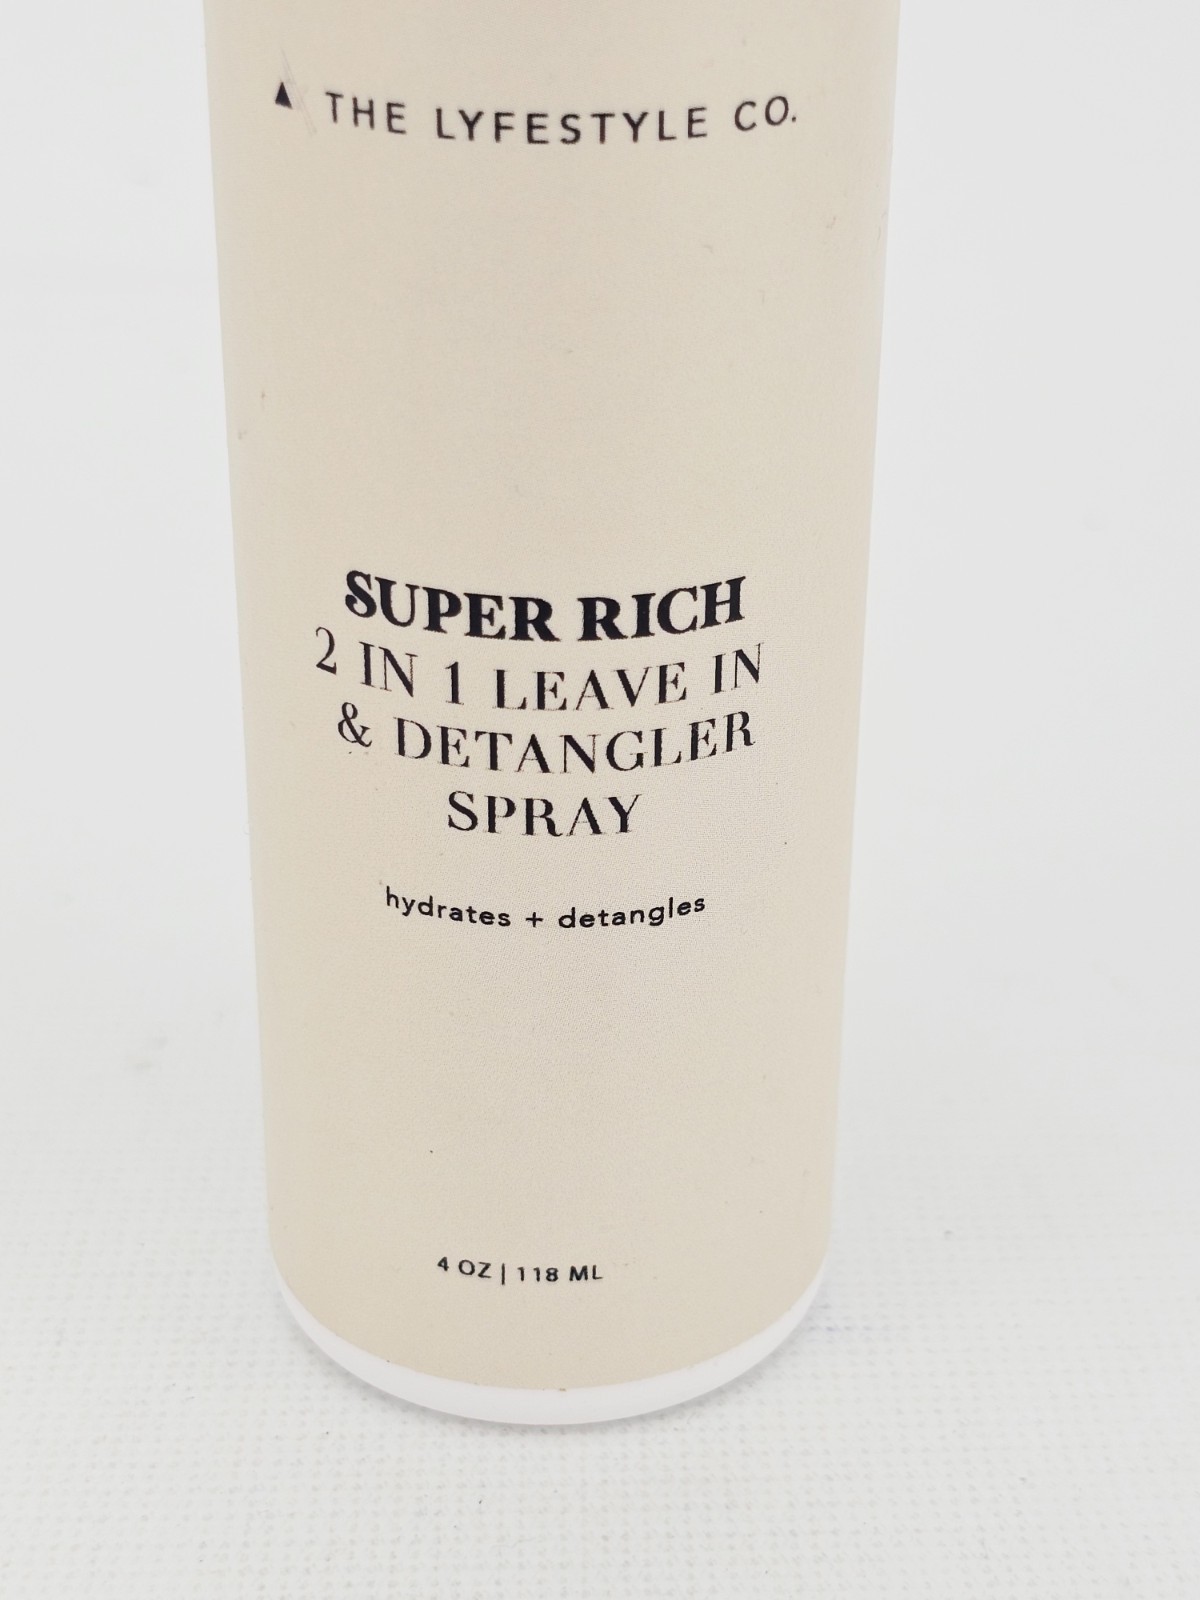 THE LYFESTYLE CO.
SUPER RICH
2 IN 1 LEAVE IN
& DETANGLER
SPRAY
hydrates + detangles
4 OZ | 118 ML